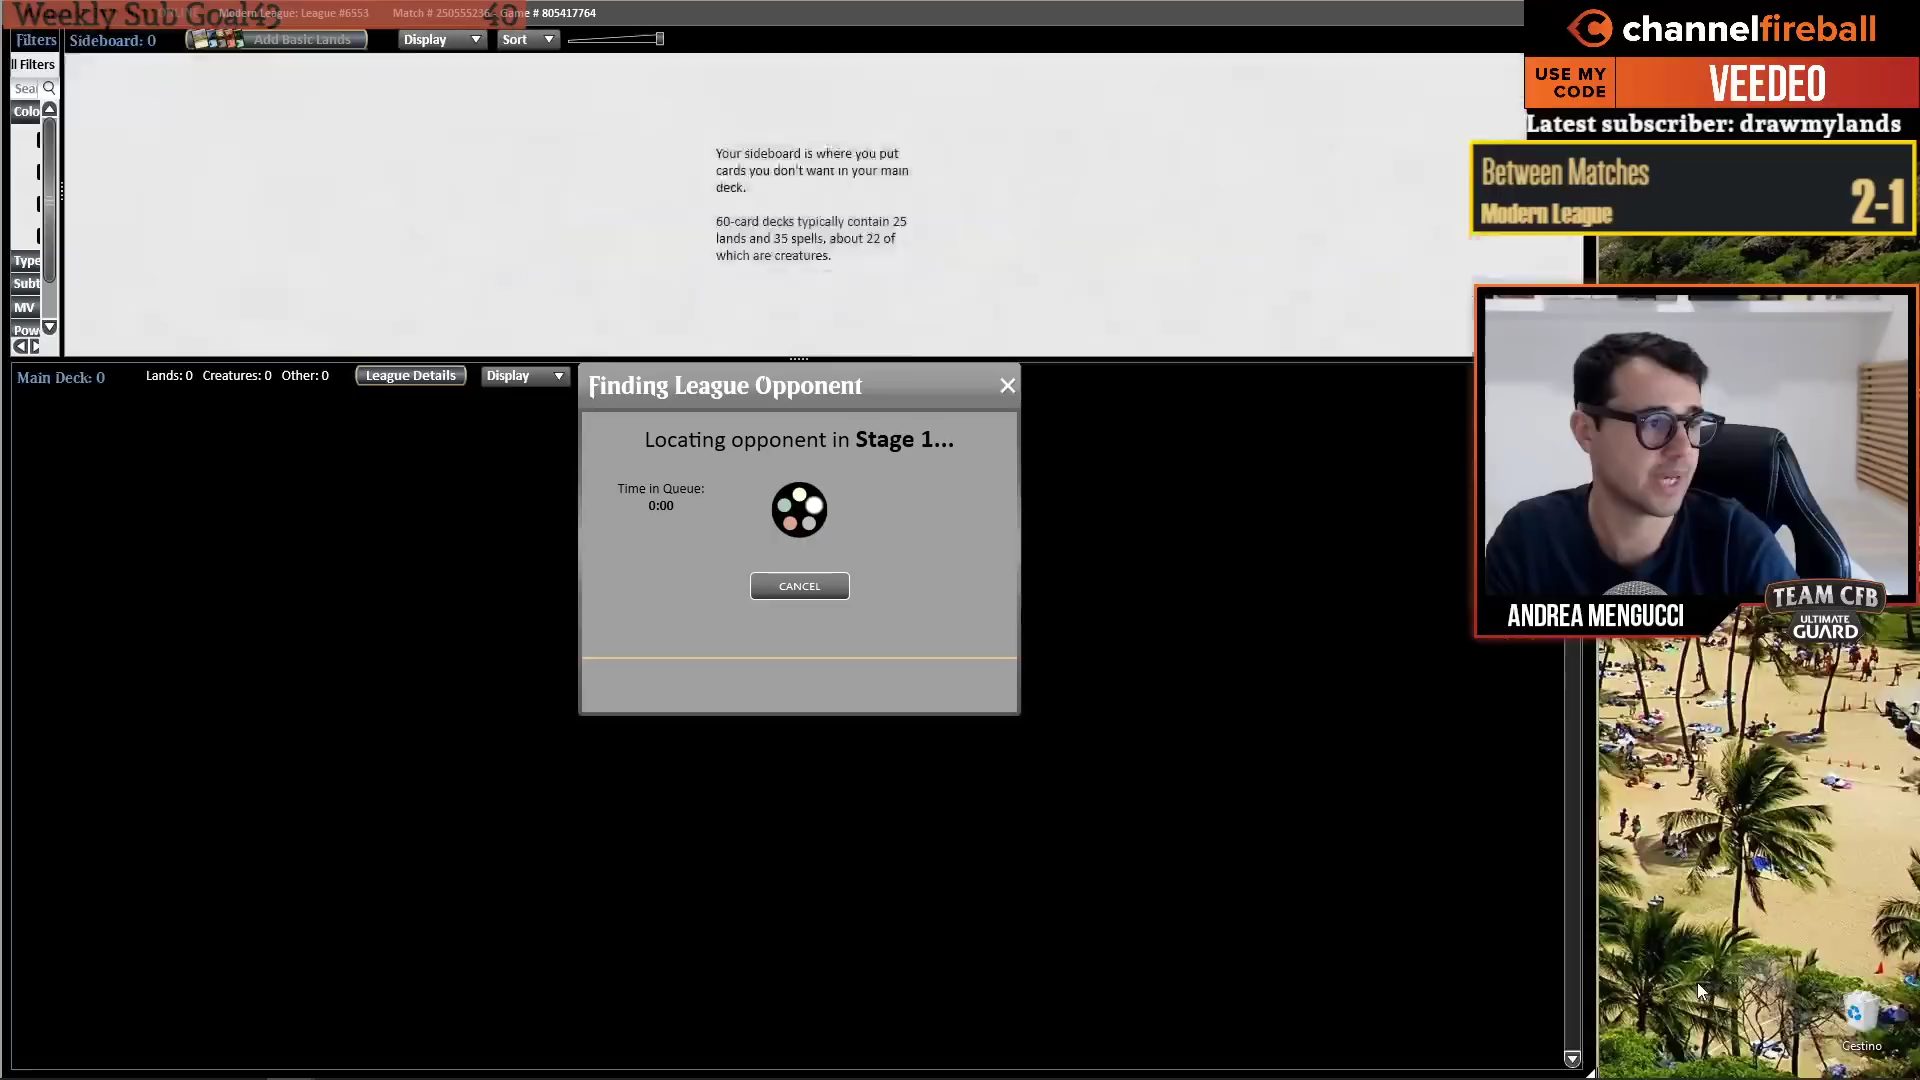 Weekly Sub Goal 43
Modern League: League #6553
Match # 250555236 - Game # 805417764
Filters
Sideboard: 0
Add Basic Lands
Display
Sort
ll Filters
Sea
Colo
Type
Subt
MV
Pow
Your sideboard is where you put
cards you don't want in your main
deck.
60-card decks typically contain 25
lands and 35 spells, about 22 of
which are creatures.
Main Deck: 0
Lands: 0
Creatures: 0
Other: 0
League Details
Display
Finding League Opponent
Locating opponent in Stage 1...
Time in Queue:
0:00
CANCEL
channelfireball
USE MY
CODE
VEEDEO
Latest subscriber: drawmylands
Between Matches
Modern League
2-1
ANDREA MENGUCCI
TEAM CFB
ULTIMATE
GUARD
Cestino